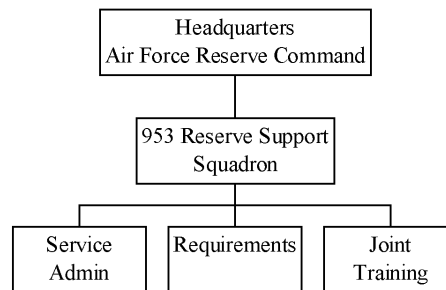 Headquarters
Air Force Reserve Command
953 Reserve Support
Squadron
Service
Admin
Requirements
Joint
Training